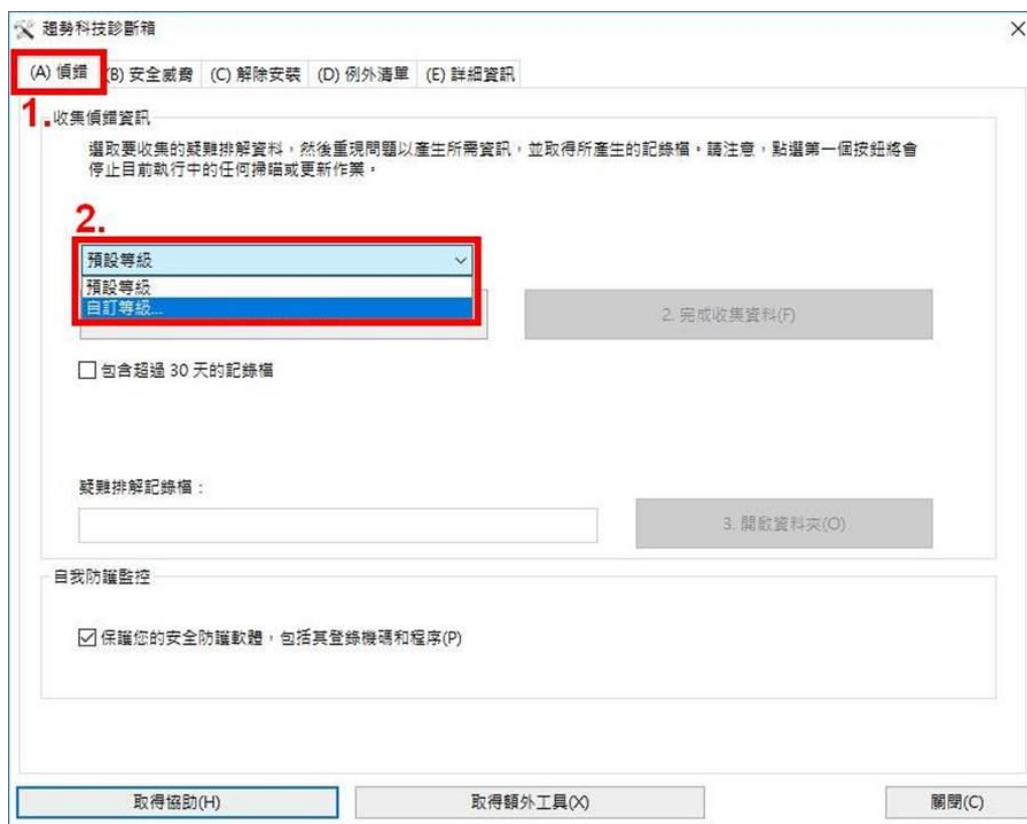 趨勢科技診斷箱
(A) 偵錯 (B) 安全威脅 (C) 解除安裝 (D) 例外清單 (E) 詳細資訊
1.
收集偵錯資訊
選取要收集的疑難排解資料，然後重現問題以產生所需資訊，並取得所產生的記錄檔。請注意，點選第一個按鈕將會
停止目前執行中的任何掃瞄或更新作業。
2.
預設等級
預設等級
自訂等級...
2. 完成收集資料(F)
包含超過 30 天的記錄檔
疑難排解記錄檔：
3. 開啟資料夾(O)
自我防護監控
保護您的安全防護軟體，包括其登錄機碼和程序(P)
取得協助(H) 取得額外工具(X) 關閉(C)